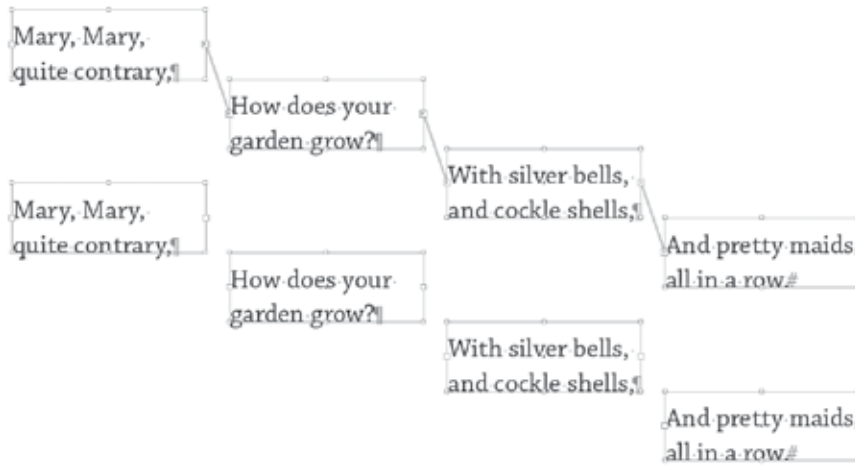 Mary, Mary,
quite contrary,¶
How does your
garden grow?¶
With silver bells,
and cockle shells,¶
And pretty maids,
all in a row.#
Mary, Mary,
quite contrary,¶
How does your
garden grow?¶
With silver bells,
and cockle shells,¶
And pretty maids,
all in a row.#